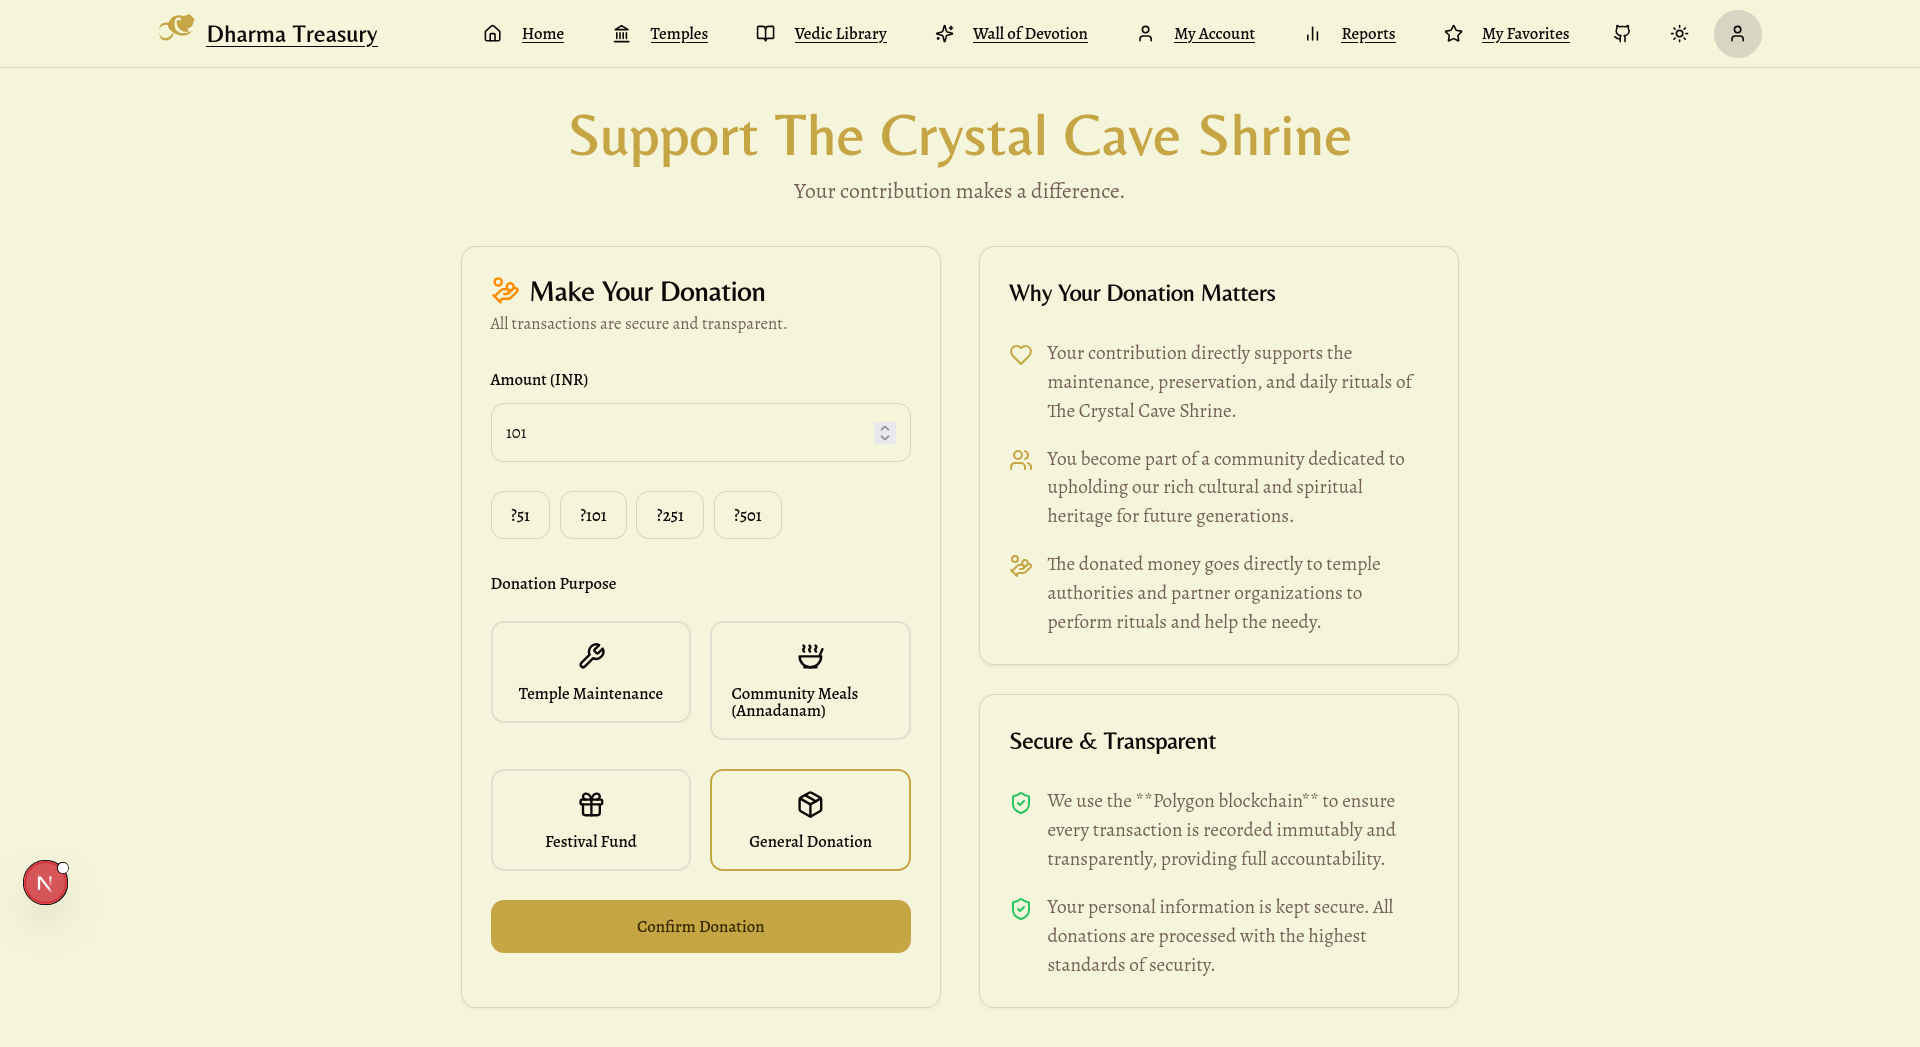 Dharma Treasury
Home
Temples
Vedic Library
Wall of Devotion
My Account
Reports
My Favorites
Support The Crystal Cave Shrine
Your contribution makes a difference.
Make Your Donation
All transactions are secure and transparent.
Amount (INR)
101
?51
?101
?251
?501
Donation Purpose
Temple Maintenance
Community Meals
(Annadanam)
Festival Fund
General Donation
Confirm Donation
Why Your Donation Matters
Your contribution directly supports the
maintenance, preservation, and daily rituals of
The Crystal Cave Shrine.
You become part of a community dedicated to
upholding our rich cultural and spiritual
heritage for future generations.
The donated money goes directly to temple
authorities and partner organizations to
perform rituals and help the needy.
Secure & Transparent
We use the **Polygon blockchain** to ensure
every transaction is recorded immutably and
transparently, providing full accountability.
Your personal information is kept secure. All
donations are processed with the highest
standards of security.
N